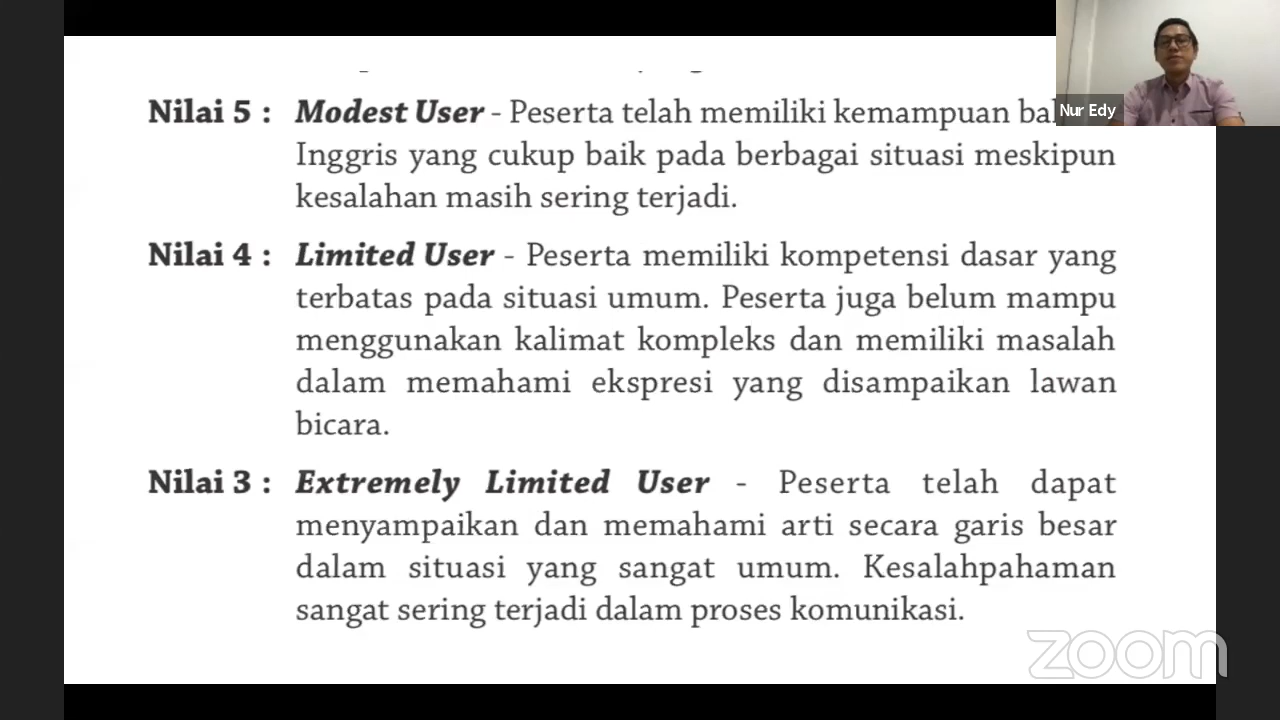 Nilai 5 : Modest User - Peserta telah memiliki kemampuan
Inggris yang cukup baik pada berbagai situasi meskipun
kesalahan masih sering terjadi.
Nilai 4 : Limited User - Peserta memiliki kompetensi dasar yang
terbatas pada situasi umum. Peserta juga belum mampu
menggunakan kalimat kompleks dan memiliki masalah
dalam memahami ekspresi yang disampaikan lawan
bicara.
Nilai 3 : Extremely Limited User - Peserta telah dapat
menyampaikan dan memahami arti secara garis besar
dalam situasi yang sangat umum. Kesalahpahaman
sangat sering terjadi dalam proses komunikasi.
Nur Edy
zoom